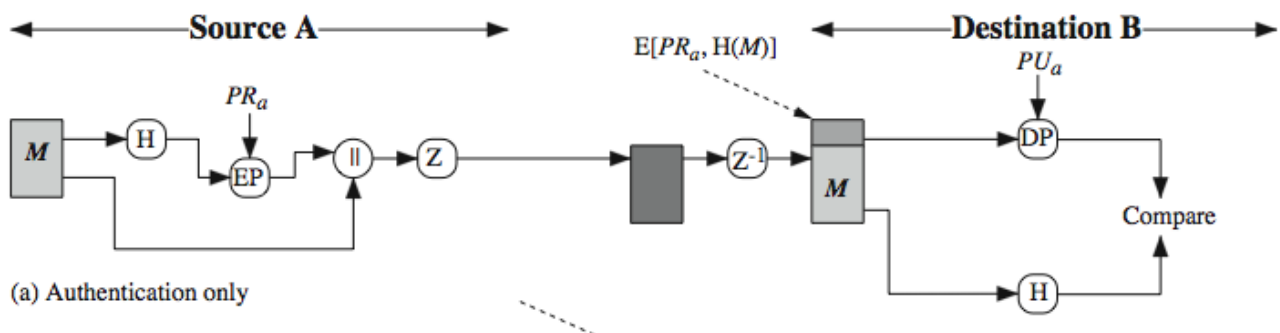 Source A
Destination B
E[PRa, H(M)]
PUa
PRa
M
H
EP
||
Z
Z-1
M
DP
Compare
H
(a) Authentication only